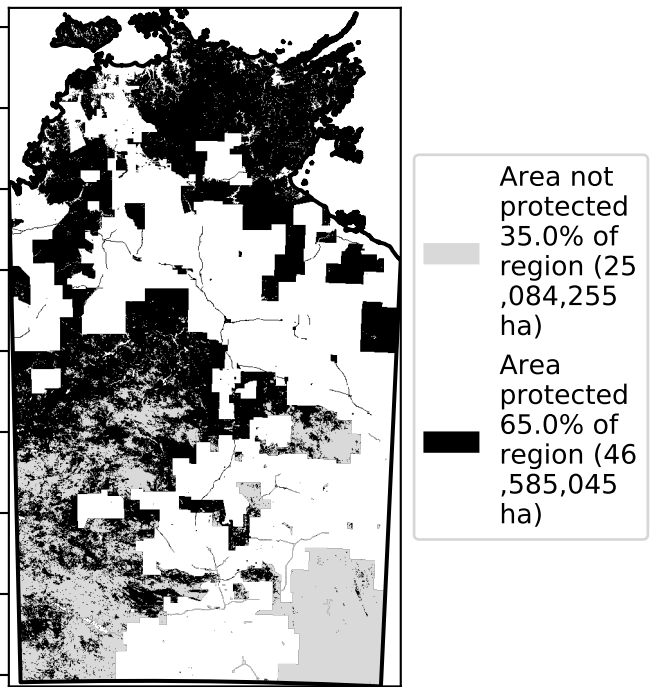 Area not
protected
35.0% of
region (25
,084,255
ha)
Area
protected
65.0% of
region (46
,585,045
ha)